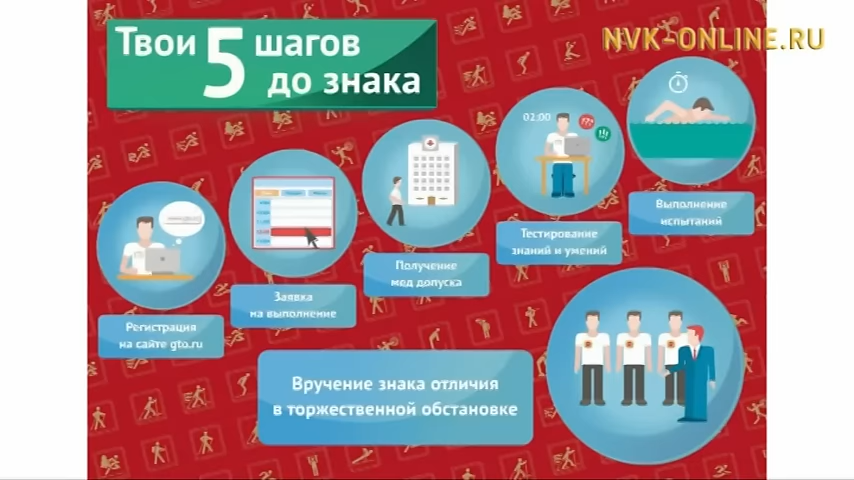 Твои 5 шагов
до знака
NVK-ONLINE.RU
Регистрация
на сайте gto.ru
Заявка
на выполнение
Получение
мед допуска
02:00
Тестирование
знаний и умений
Выполнение
испытаний
Вручение знака отличия
в торжественной обстановке